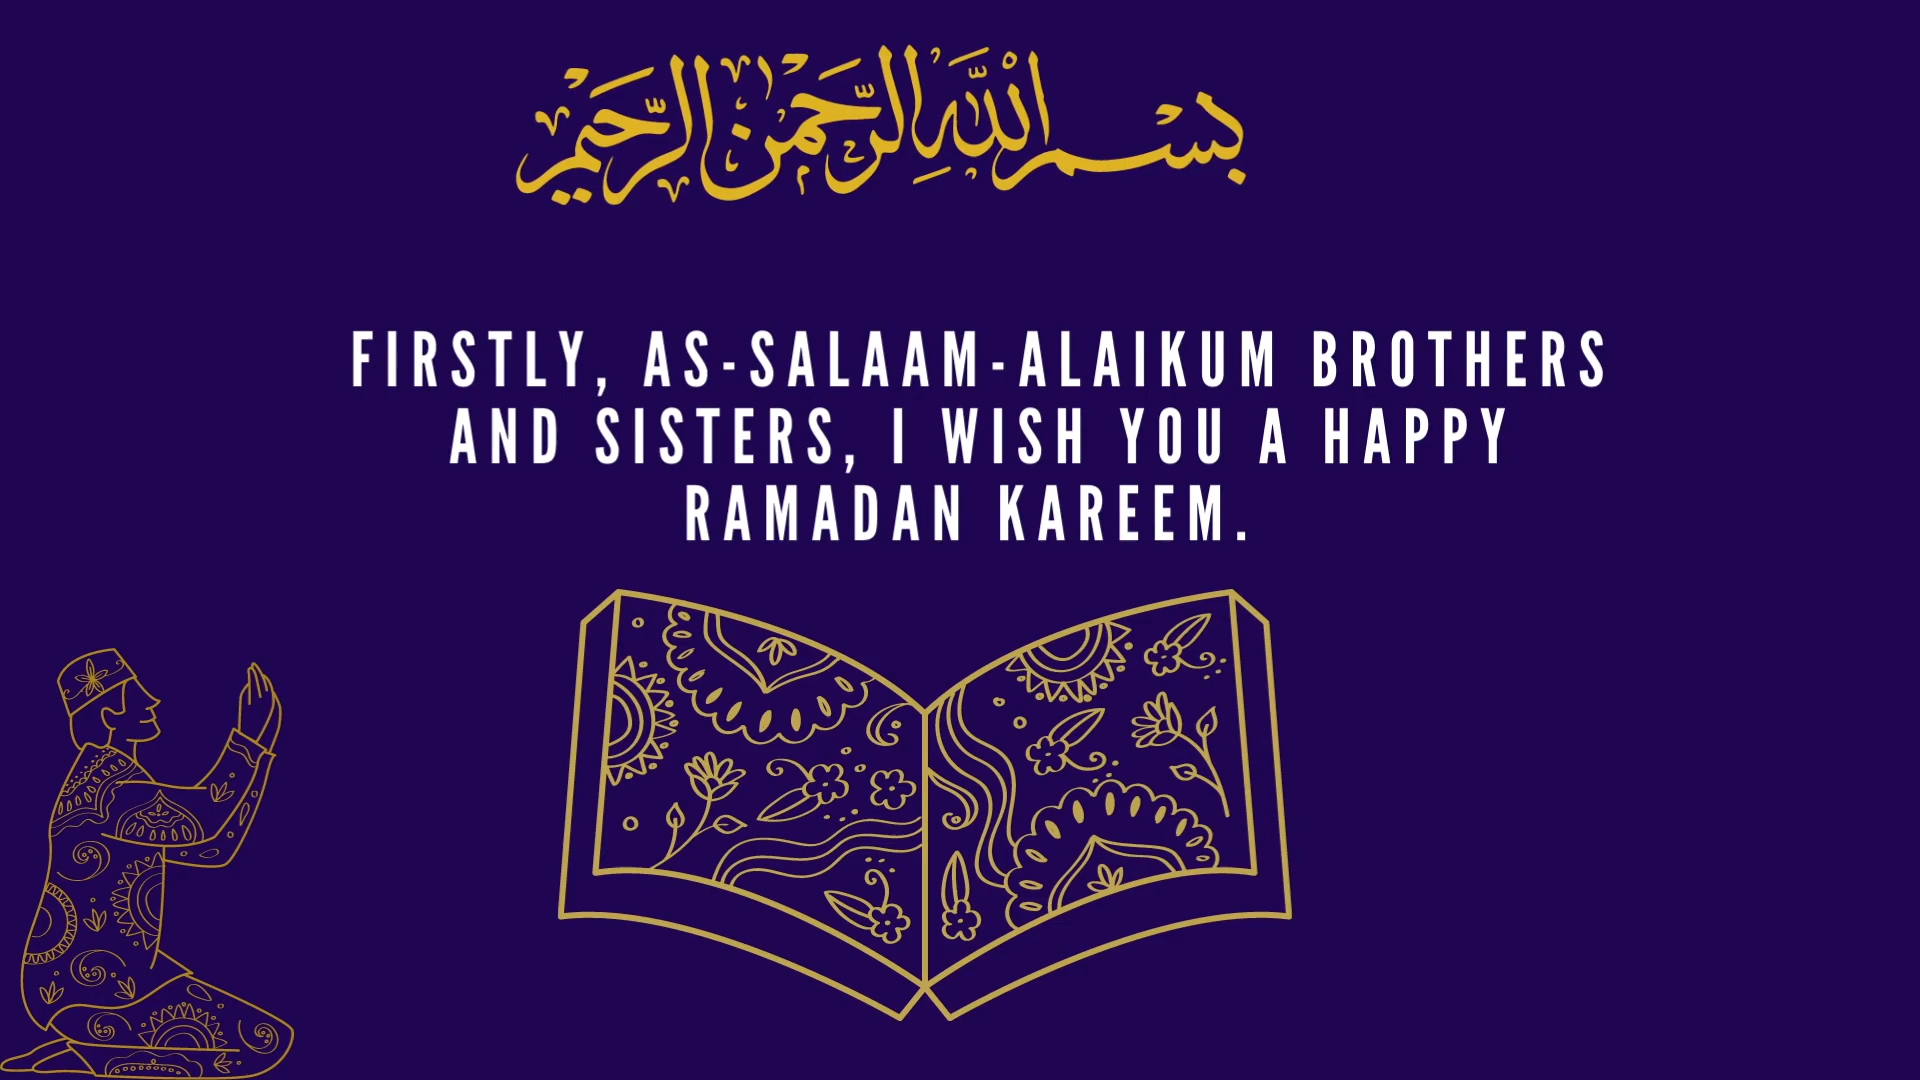 بسم الله الرحمن الرحيم
FIRSTLY, AS-SALAAM-ALAIKUM BROTHERS
AND SISTERS, I WISH YOU A HAPPY
RAMADAN KAREEM.